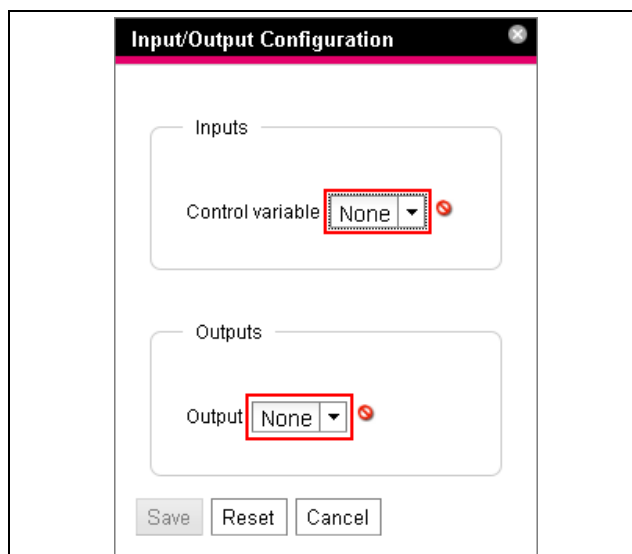 Input/Output Configuration
Inputs
Control variable None
Outputs
Output None
Save Reset Cancel